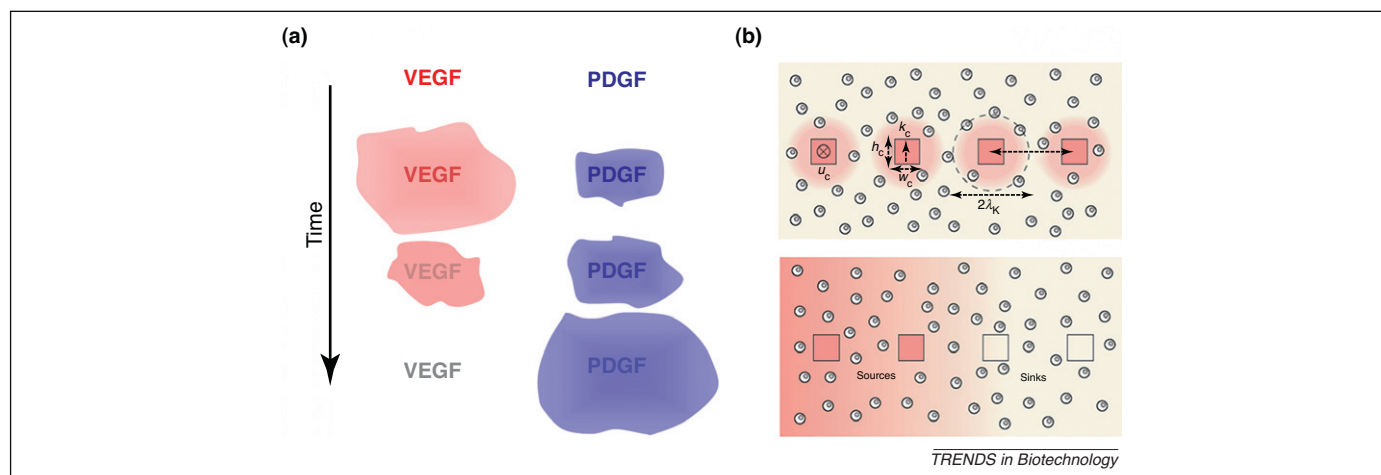 (a)
VEGF
PDGF
Time
VEGF
PDGF
VEGF
PDGF
VEGF
PDGF
(b)
u_c
h_c
k_c
w_c
2λ_K
Sources
Sinks
TRENDS in Biotechnology